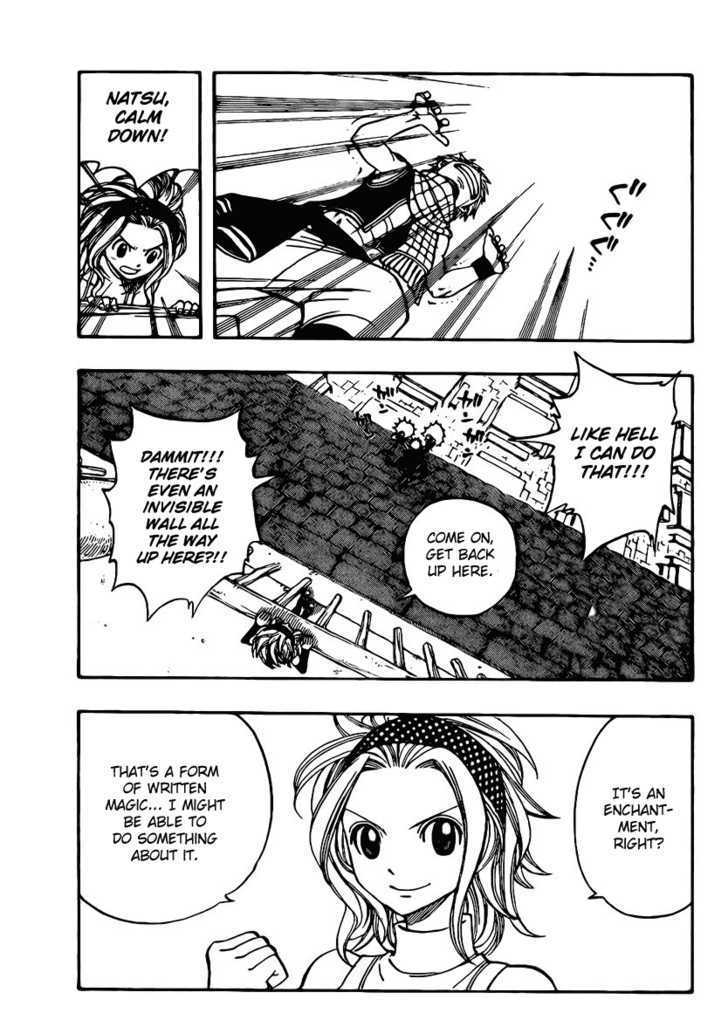 NATSU,
CALM
DOWN!
LIKE HELL
I CAN DO
THAT!!!
COME ON,
GET BACK
UP HERE.
DAMMIT!!!
THERE'S
EVEN AN
INVISIBLE
WALL ALL
THE WAY
UP HERE?!!
IT'S AN
ENCHANT-
MENT,
RIGHT?
THAT'S A FORM
OF WRITTEN
MAGIC... I MIGHT
BE ABLE TO
DO SOMETHING
ABOUT IT.